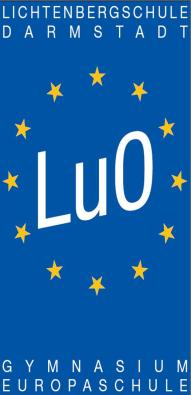 LICHTENBERGSCHULE
DARMSTADT
LuO
GYMNASIUM
EUROPASCHULE